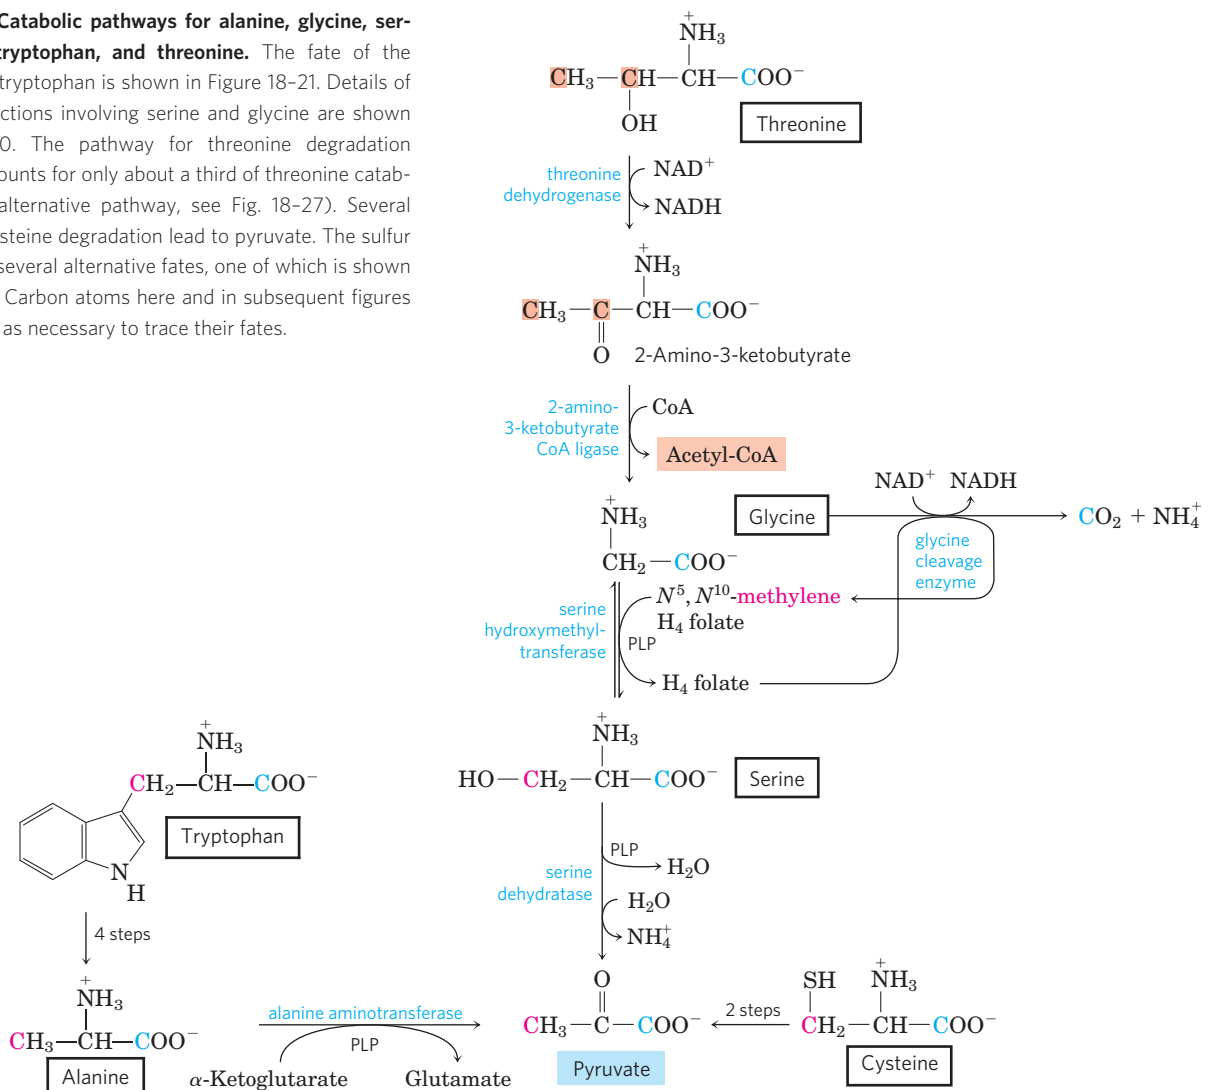 Catabolic pathways for alanine, glycine, ser-
tryptophan, and threonine. The fate of the
tryptophan is shown in Figure 18–21. Details of
ctions involving serine and glycine are shown
0. The pathway for threonine degradation
ounts for only about a third of threonine catab-
alternative pathway, see Fig. 18–27). Several
steine degradation lead to pyruvate. The sulfur
several alternative fates, one of which is shown
Carbon atoms here and in subsequent figures
as necessary to trace their fates.
+
NH3
CH3—CH—CH—COO−
OH
Threonine
threonine
dehydrogenase
NAD+
NADH
+
NH3
CH3—C—CH—COO−
O
2-Amino-3-ketobutyrate
2-amino-
3-ketobutyrate
CoA ligase
CoA
Acetyl-CoA
+
NH3
CH2—COO−
Glycine
NAD+ NADH
CO2 + NH4+
glycine
cleavage
enzyme
serine
hydroxymethyl-
transferase
PLP
N5, N10-methylene
H4 folate
H4 folate
+
NH3
HO—CH2—CH—COO−
Serine
+
NH3
CH2—CH—COO−
N
H
Tryptophan
4 steps
serine
dehydratase
PLP
H2O
H2O
NH4+
+
NH3
CH3—CH—COO−
Alanine
alanine aminotransferase
PLP
α-Ketoglutarate
Glutamate
O
CH3—C—COO−
Pyruvate
2 steps
SH
+
NH3
CH2—CH—COO−
Cysteine